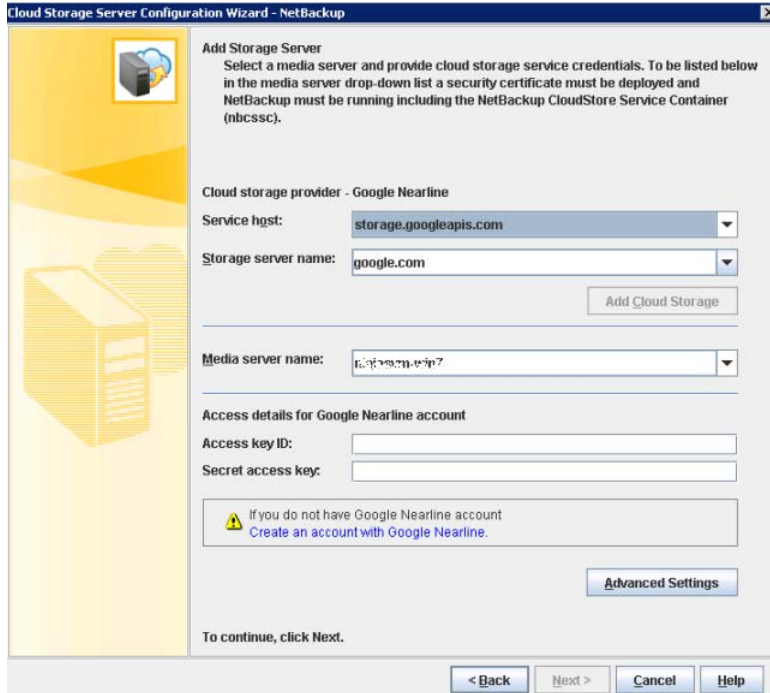 Cloud Storage Server Configuration Wizard - NetBackup
Add Storage Server
Select a media server and provide cloud storage service credentials. To be listed below
in the media server drop-down list a security certificate must be deployed and
NetBackup must be running including the NetBackup CloudStore Service Container
(nbcssc).
Cloud storage provider - Google Nearline
Service host:
storage.googleapis.com
Storage server name:
google.com
Add Cloud Storage
Media server name:
Access details for Google Nearline account
Access key ID:
Secret access key:
If you do not have Google Nearline account
Create an account with Google Nearline.
Advanced Settings
To continue, click Next.
< Back
Next >
Cancel
Help